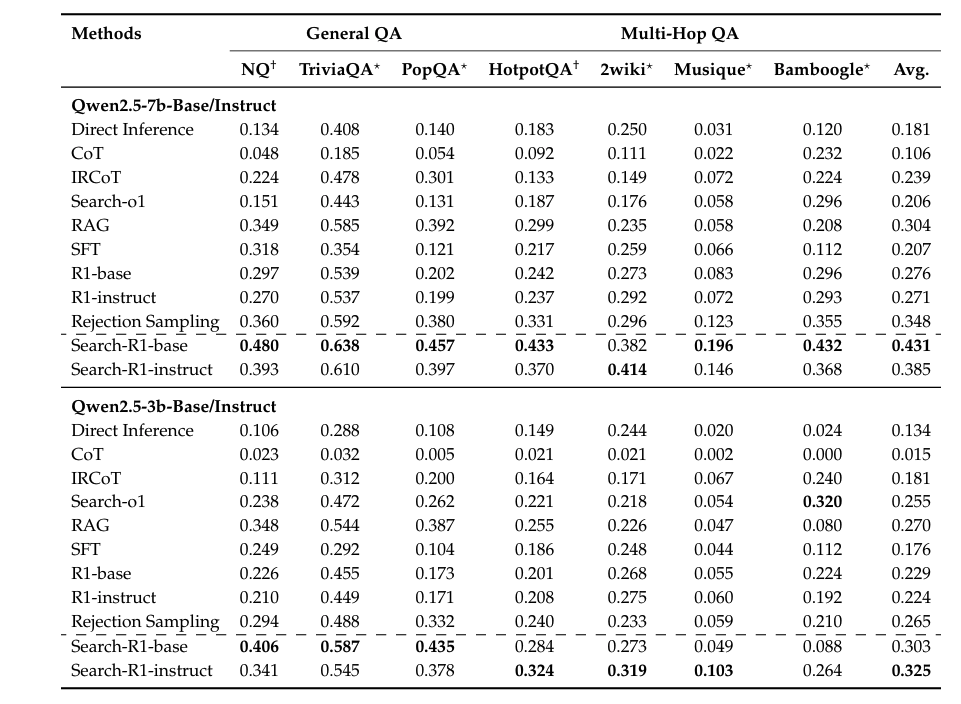 Methods General QA Multi-Hop QA
NQ† TriviaQA* PopQA* HotpotQA† 2wiki* Musique* Bamboogle* Avg.
Qwen2.5-7b-Base/Instruct
Direct Inference 0.134 0.408 0.140 0.183 0.250 0.031 0.120 0.181
CoT 0.048 0.185 0.054 0.092 0.111 0.022 0.232 0.106
IRCoT 0.224 0.478 0.301 0.133 0.149 0.072 0.224 0.239
Search-o1 0.151 0.443 0.131 0.187 0.176 0.058 0.296 0.206
RAG 0.349 0.585 0.392 0.299 0.235 0.058 0.208 0.304
SFT 0.318 0.354 0.121 0.217 0.259 0.066 0.112 0.207
R1-base 0.297 0.539 0.202 0.242 0.273 0.083 0.296 0.276
R1-instruct 0.270 0.537 0.199 0.237 0.292 0.072 0.293 0.271
Rejection Sampling 0.360 0.592 0.380 0.331 0.296 0.123 0.355 0.348
Search-R1-base 0.480 0.638 0.457 0.433 0.382 0.196 0.432 0.431
Search-R1-instruct 0.393 0.610 0.397 0.370 0.414 0.146 0.368 0.385
Qwen2.5-3b-Base/Instruct
Direct Inference 0.106 0.288 0.108 0.149 0.244 0.020 0.024 0.134
CoT 0.023 0.032 0.005 0.021 0.021 0.002 0.000 0.015
IRCoT 0.111 0.312 0.200 0.164 0.171 0.067 0.240 0.181
Search-o1 0.238 0.472 0.262 0.221 0.218 0.054 0.320 0.255
RAG 0.348 0.544 0.387 0.255 0.226 0.047 0.080 0.270
SFT 0.249 0.292 0.104 0.186 0.248 0.044 0.112 0.176
R1-base 0.226 0.455 0.173 0.201 0.268 0.055 0.224 0.229
R1-instruct 0.210 0.449 0.171 0.208 0.275 0.060 0.192 0.224
Rejection Sampling 0.294 0.488 0.332 0.240 0.233 0.059 0.210 0.265
Search-R1-base 0.406 0.587 0.435 0.284 0.273 0.049 0.088 0.303
Search-R1-instruct 0.341 0.545 0.378 0.324 0.319 0.103 0.264 0.325